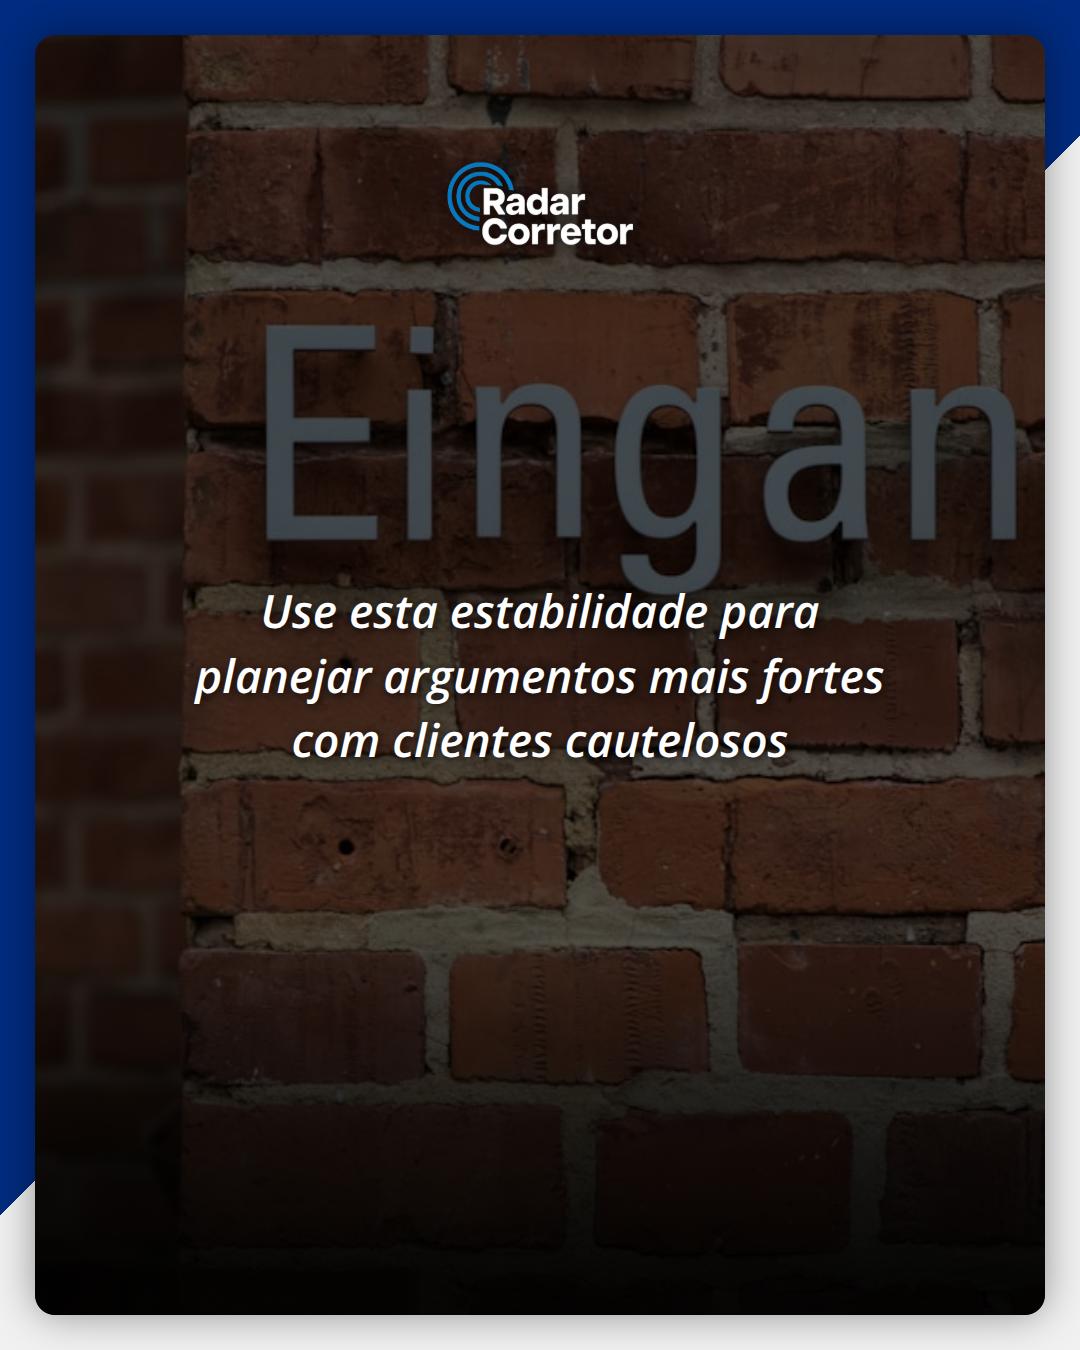 Radar
Corretor
Eingan
Use esta estabilidade para
planejar argumentos mais fortes
com clientes cautelosos